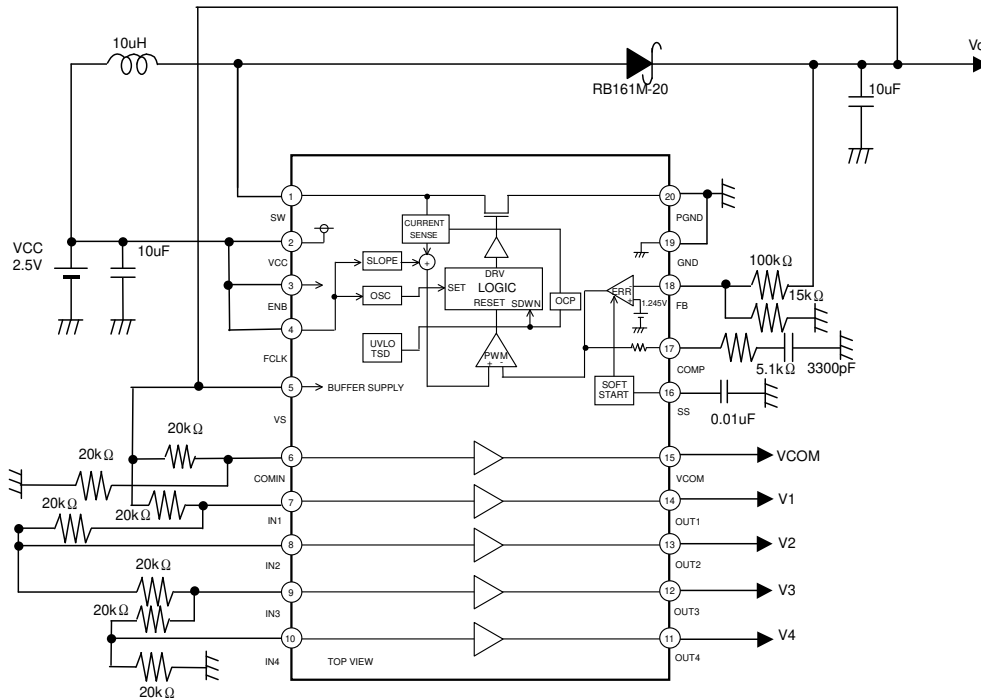 10uH
Vo
RB161M-20
10uF
1
20
SW
PGND
CURRENT
SENSE
VCC
2.5V
10uF
2
19
VCC
GND
SLOPE
+
DRV
LOGIC
100kΩ
3
18
ENB
FB
OSC
SET
RESET
SDWN
OCP
ERR
1.245V
15kΩ
4
17
FCLK
COMP
UVLO
TSD
PWM
+ -
5.1kΩ
3300pF
5
BUFFER SUPPLY
SOFT
START
16
VS
SS
0.01uF
20kΩ
6
15
VCOM
20kΩ
COMIN
VCOM
7
14
V1
20kΩ
20kΩ
IN1
OUT1
8
13
V2
IN2
OUT2
20kΩ
9
12
V3
20kΩ
IN3
OUT3
10
11
V4
IN4
TOP VIEW
OUT4
20kΩ